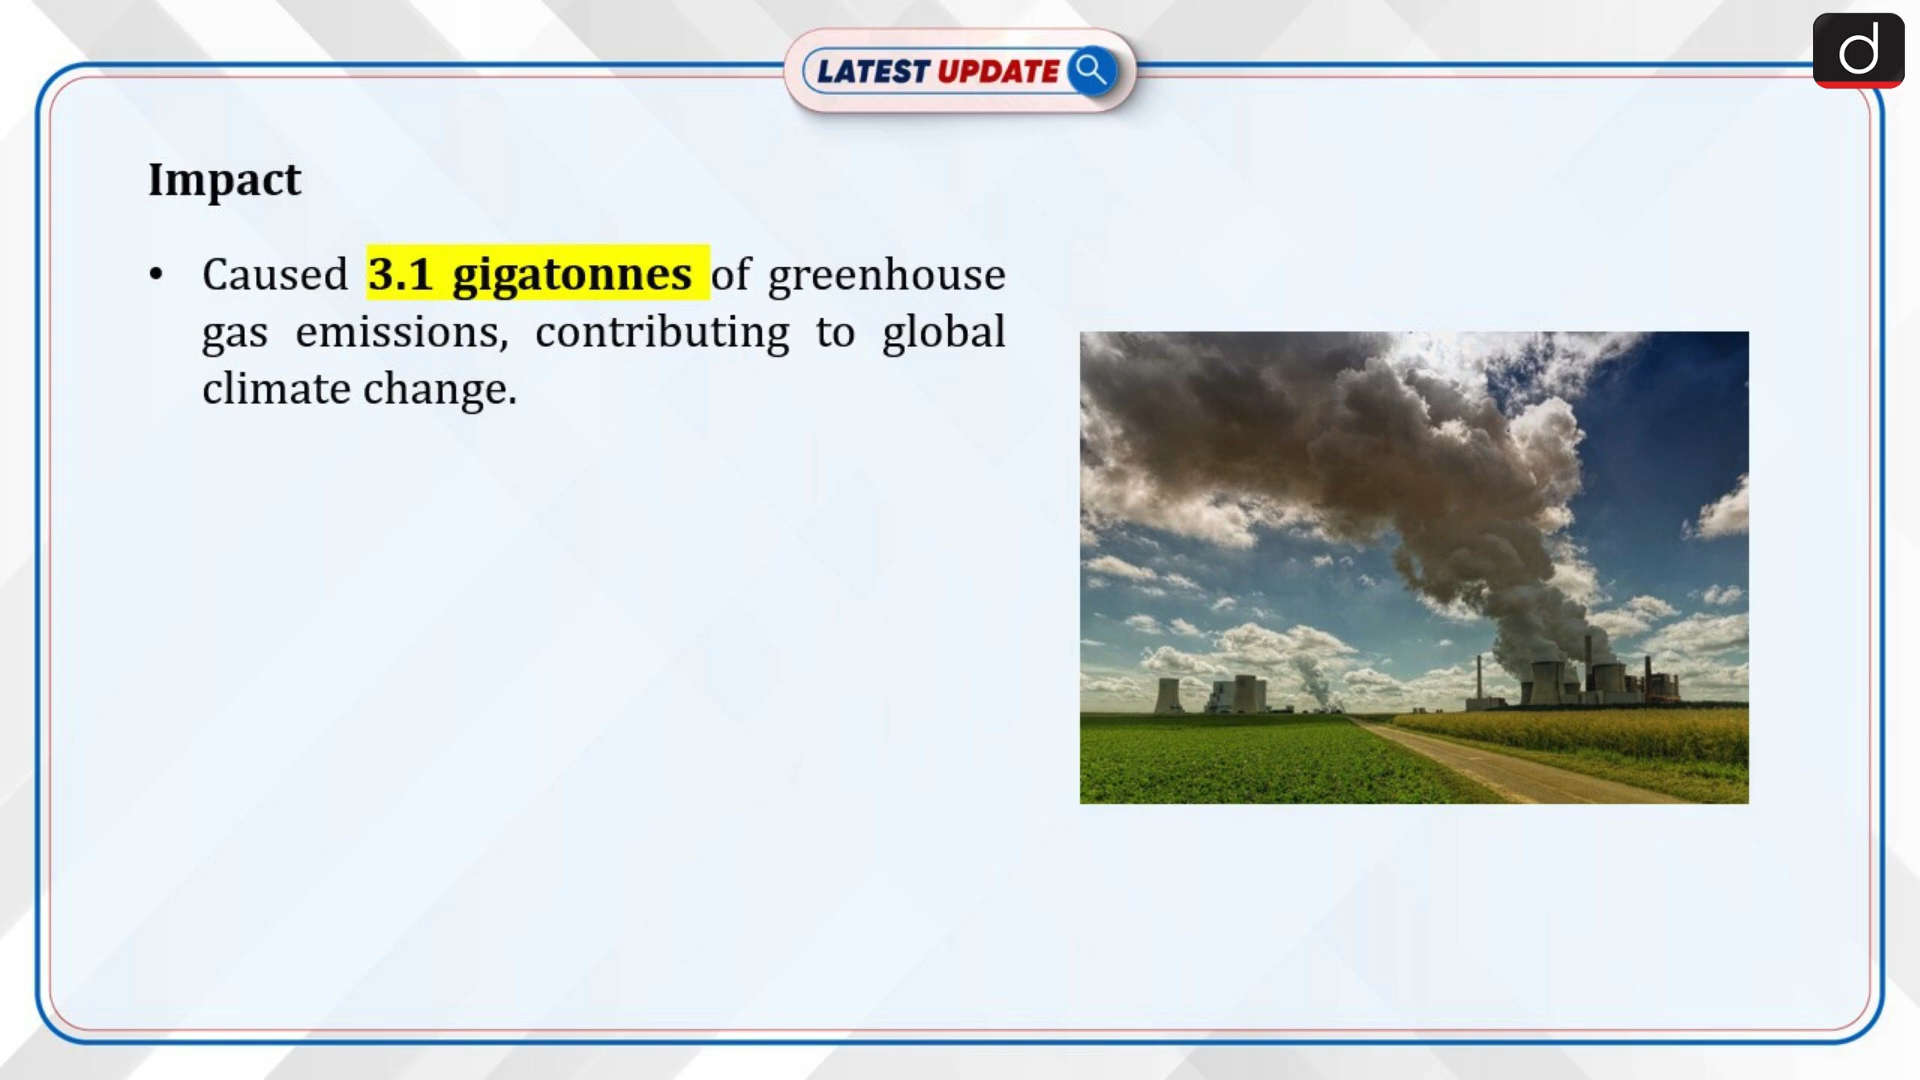 LATEST UPDATE
d
Impact
• Caused 3.1 gigatonnes of greenhouse
gas emissions, contributing to global
climate change.